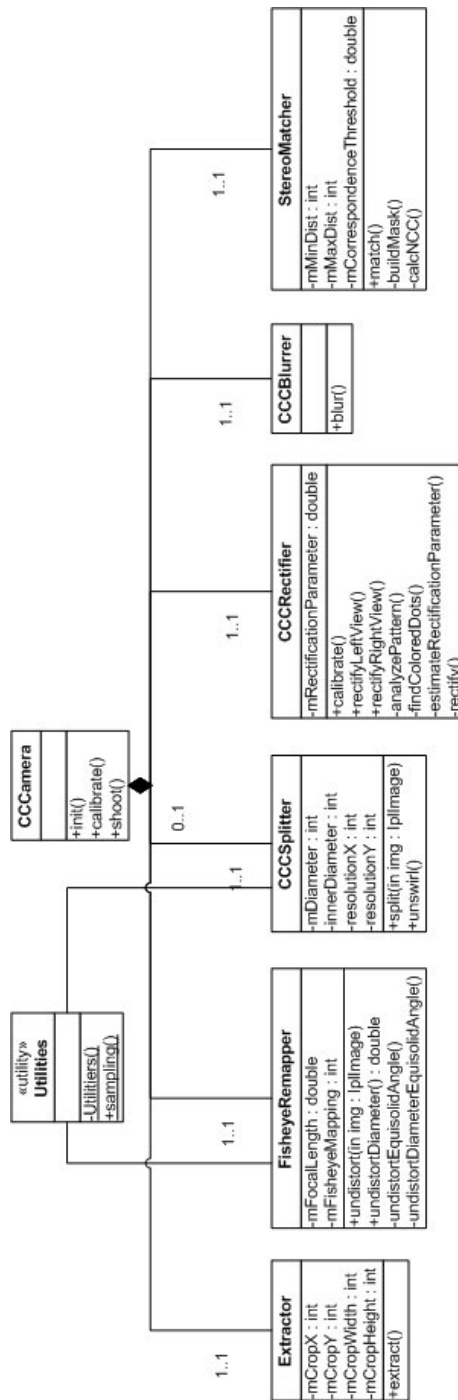 «utility»
Utilities
-Utilitiers()
+sampling()
CCCamera
+init()
+calibrate()
+shoot()
0..1
1..1
1..1
1..1
1..1
1..1
1..1
Extractor
-mCropX : int
-mCropY : int
-mCropWidth : int
-mCropHeight : int
+extract()
FisheyeRemapper
-mFocalLength : double
-mFisheyeMapping : int
+undistort(in img : IplImage)
+undistortDiameter() : double
-undistortEquisolidAngle()
-undistortDiameterEquisolidAngle()
CCCSplitter
-mDiameter : int
-innerDiameter : int
-resolutionX : int
-resolutionY : int
+split(in img : IplImage)
+unswirl()
CCCRectifier
-mRectificationParameter : double
+calibrate()
+rectifyLeftView()
+rectifyRightView()
-analyzePattern()
-findColoredDots()
-estimateRectificationParameter()
-rectify()
CCCBlurrer
+blur()
StereoMatcher
-mMinDist : int
-mMaxDist : int
-mCorrespondenceThreshold : double
+match()
-buildMask()
-calcNCC()